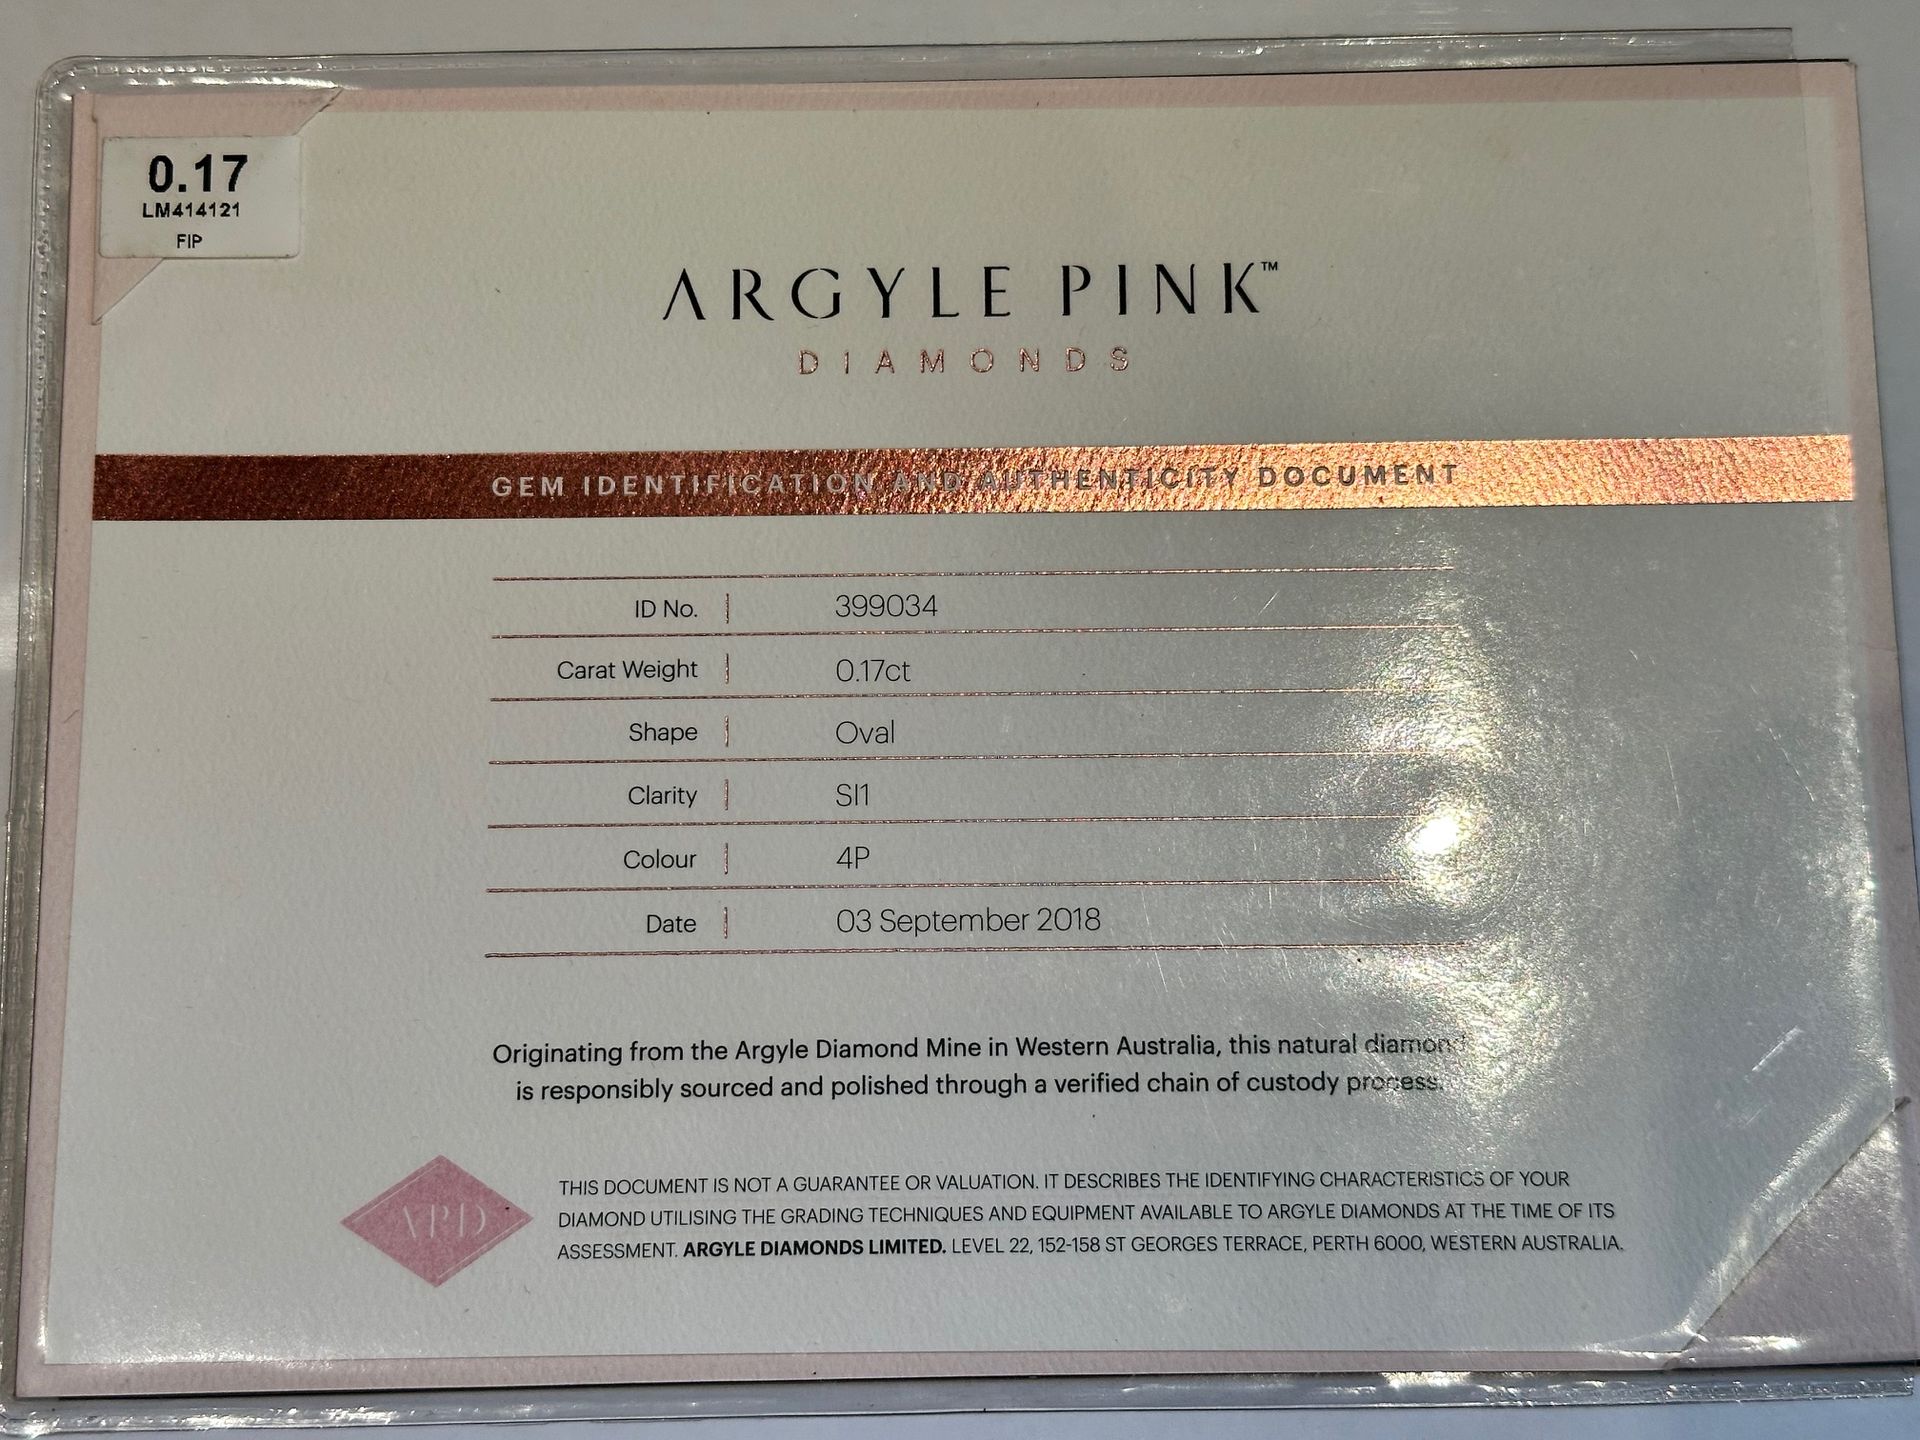 0.17
LM414121
FIP
ARGYLE PINK™
DIAMONDS
GEM IDENTIFICATION AND AUTHENTICITY DOCUMENT
ID No. 399034
Carat Weight 0.17ct
Shape Oval
Clarity SI1
Colour 4P
Date 03 September 2018
Originating from the Argyle Diamond Mine in Western Australia, this natural diamond
is responsibly sourced and polished through a verified chain of custody process.
APD
THIS DOCUMENT IS NOT A GUARANTEE OR VALUATION. IT DESCRIBES THE IDENTIFYING CHARACTERISTICS OF YOUR
DIAMOND UTILISING THE GRADING TECHNIQUES AND EQUIPMENT AVAILABLE TO ARGYLE DIAMONDS AT THE TIME OF ITS
ASSESSMENT. ARGYLE DIAMONDS LIMITED. LEVEL 22, 152-158 ST GEORGES TERRACE, PERTH 6000, WESTERN AUSTRALIA.